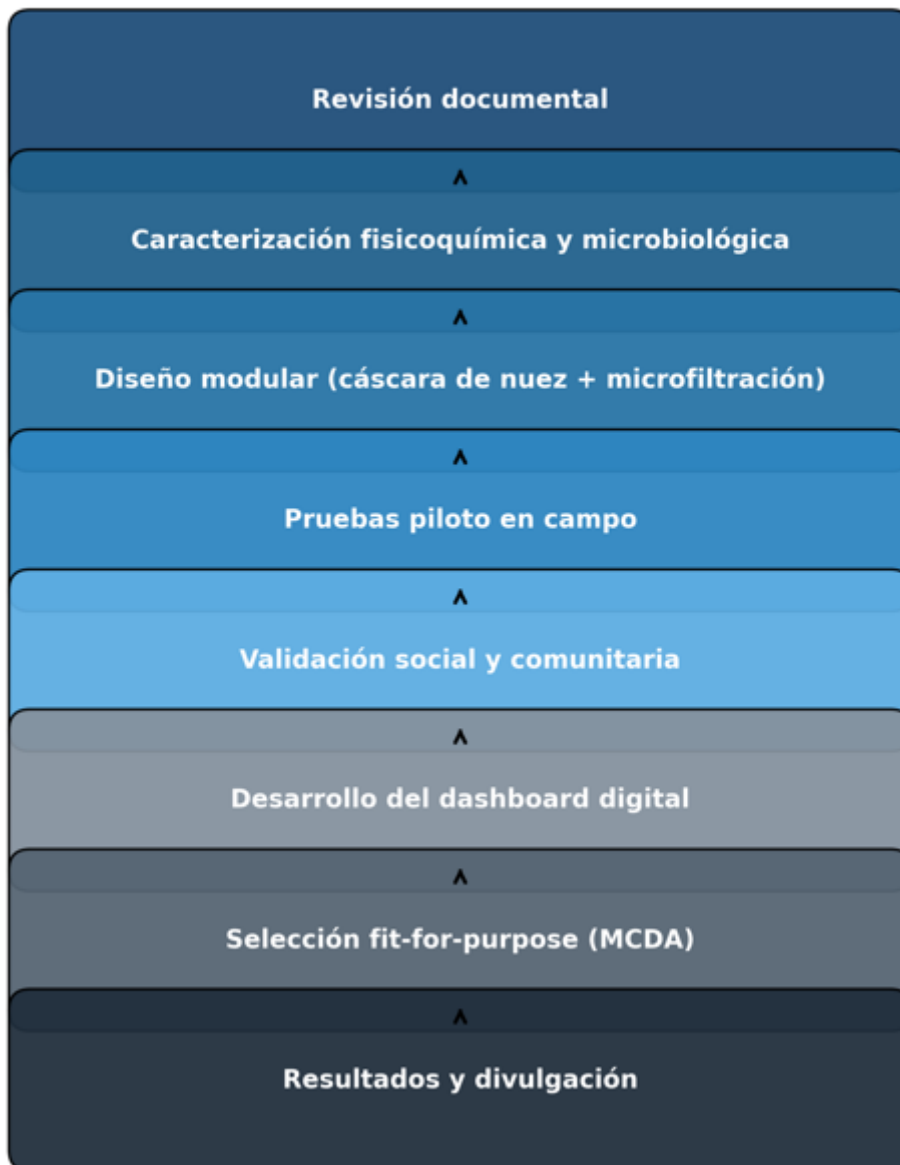 Revisión documental
Caracterización fisicoquímica y microbiológica
Diseño modular (cáscara de nuez + microfiltración)
Pruebas piloto en campo
Validación social y comunitaria
Desarrollo del dashboard digital
Selección fit-for-purpose (MCDA)
Resultados y divulgación